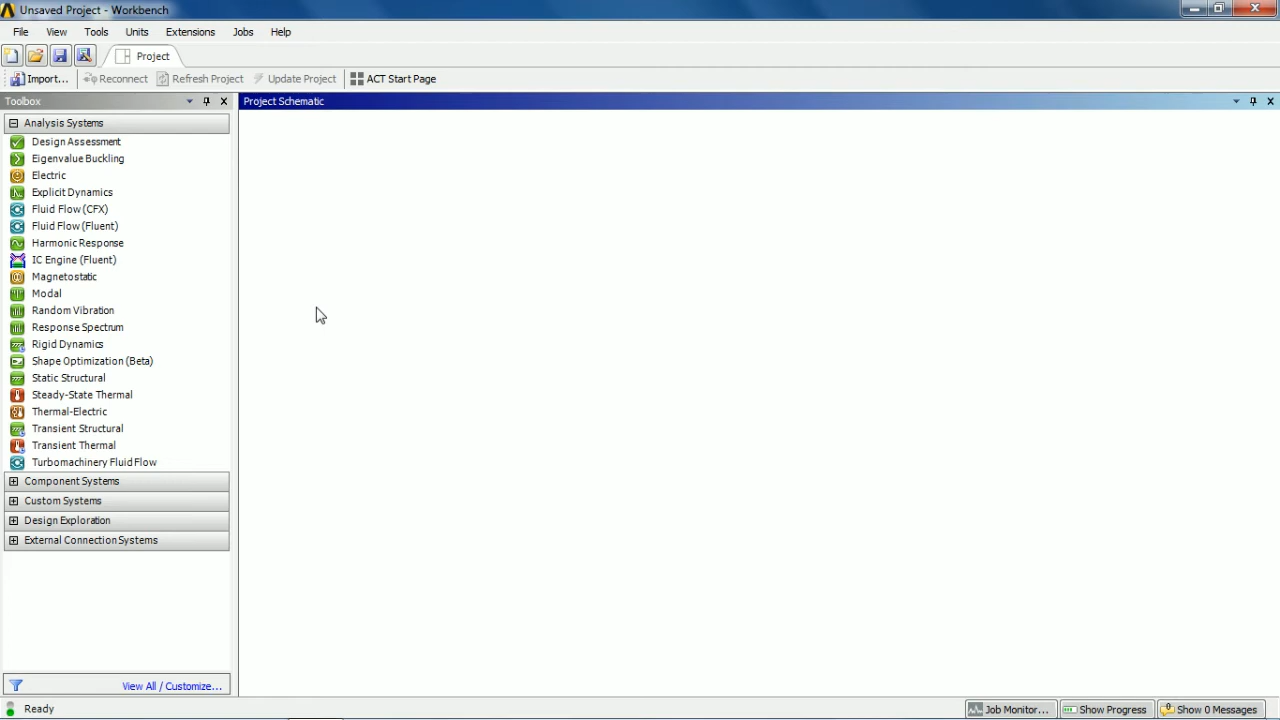 Unsaved Project - Workbench
File View Tools Units Extensions Jobs Help
Project
Import... Reconnect Refresh Project Update Project ACT Start Page
Toolbox
Project Schematic
Analysis Systems
Design Assessment
Eigenvalue Buckling
Electric
Explicit Dynamics
Fluid Flow (CFX)
Fluid Flow (Fluent)
Harmonic Response
IC Engine (Fluent)
Magnetostatic
Modal
Random Vibration
Response Spectrum
Rigid Dynamics
Shape Optimization (Beta)
Static Structural
Steady-State Thermal
Thermal-Electric
Transient Structural
Transient Thermal
Turbomachinery Fluid Flow
Component Systems
Custom Systems
Design Exploration
External Connection Systems
View All / Customize...
Ready
Job Monitor... Show Progress Show 0 Messages